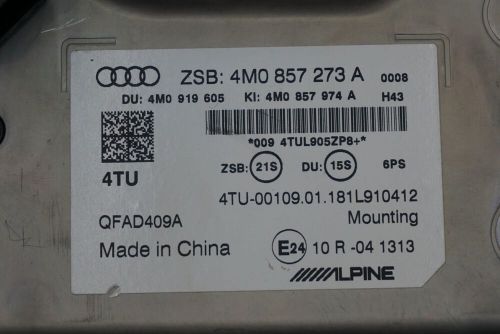 ZSB: 4M0 857 273 A 0008
DU: 4M0 919 605 KI: 4M0 857 974 A H43
*009 4TUL905ZP8+*
4TU ZSB: 21S DU: 15S 6PS
4TU-00109.01.181L910412
QFAD409A Mounting
Made in China E24 10 R -04 1313
ALPINE